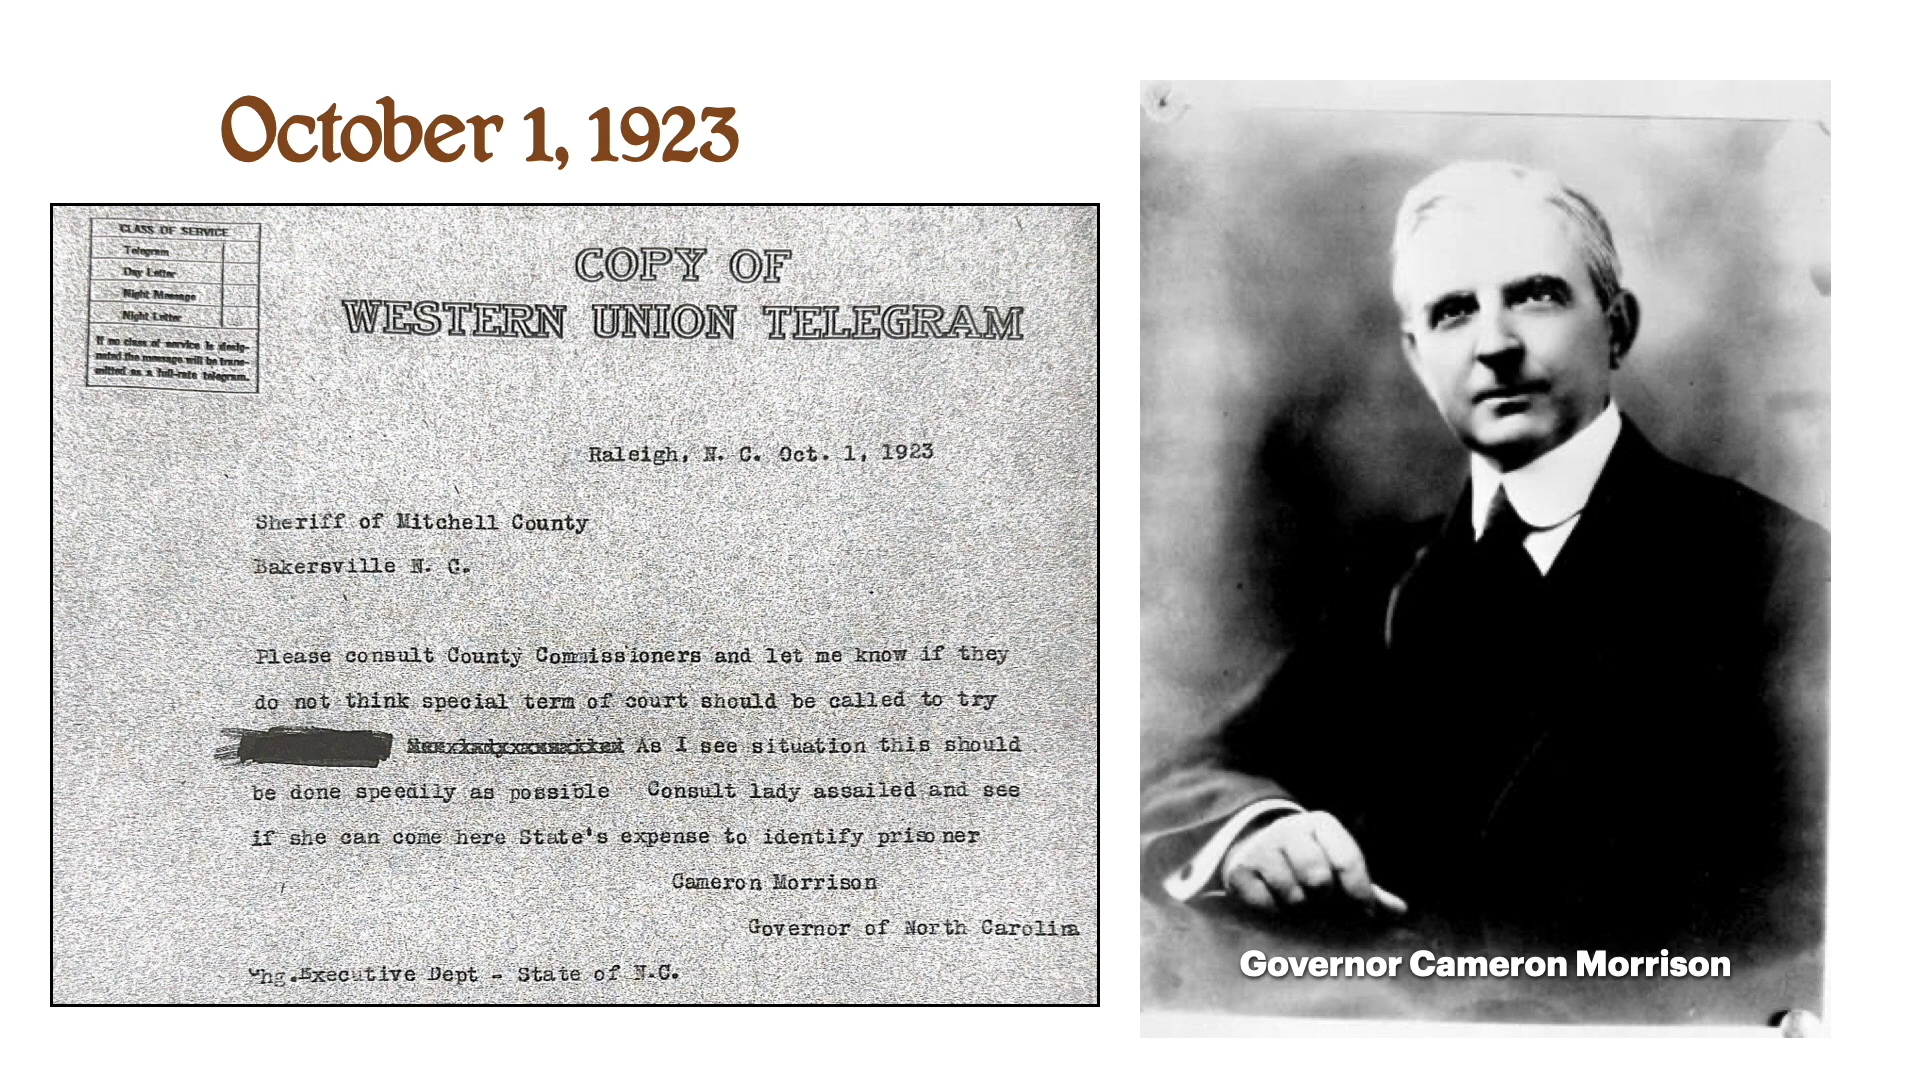 October 1, 1923
CLASS OF SERVICE
Telegram
Day Letter
Night Message
Night Letter
If no class of service is desig-
nated the message will be trans-
mitted as a full-rate telegram.
COPY OF
WESTERN UNION TELEGRAM
Raleigh, N. C. Oct. 1, 1923
Sheriff of Mitchell County
Bakersville N. C.
Please consult County Commissioners and let me know if they
do not think special term of court should be called to try
As I see situation this should
be done speedily as possible Consult lady assailed and see
if she can come here State's expense to identify prisoner
Cameron Morrison
Governor of North Carolina
Chg.Executive Dept - State of N.C.
Governor Cameron Morrison